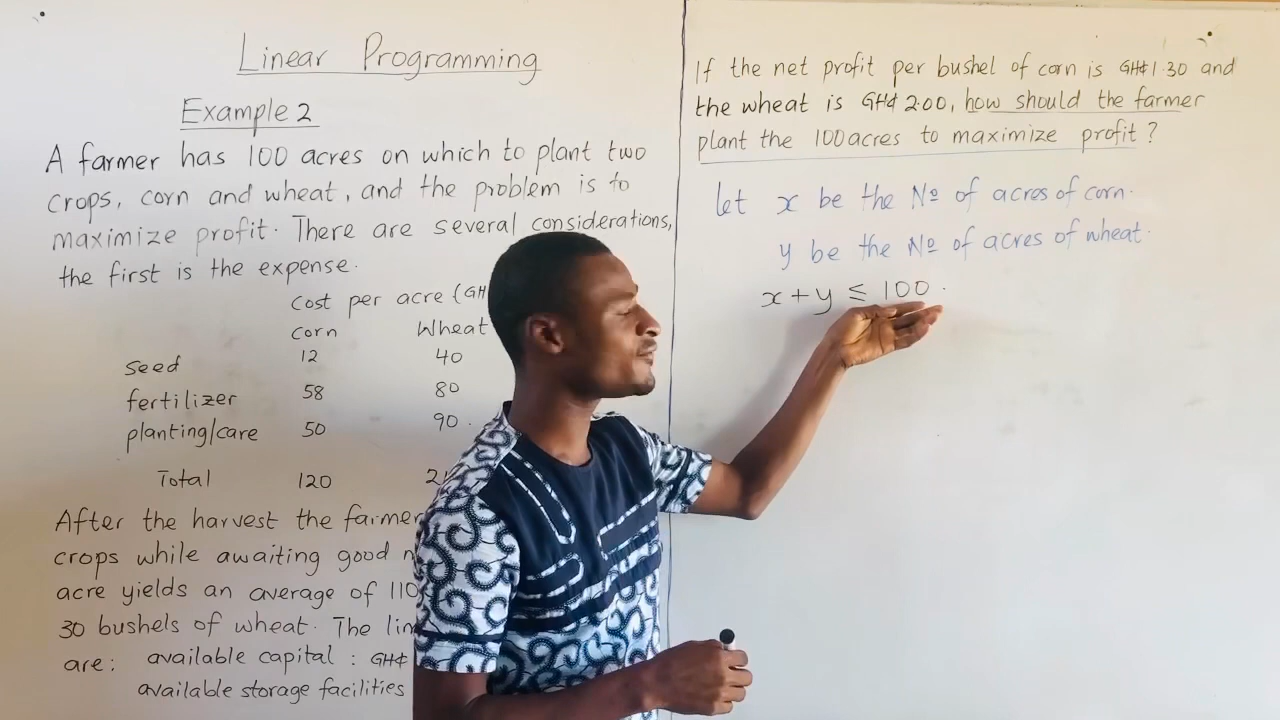 Linear Programming
Example 2
A farmer has 100 acres on which to plant two
crops, corn and wheat, and the problem is to
maximize profit. There are several considerations,
the first is the expense.
cost per acre (GH
corn Wheat
seed 12 40
fertilizer 58 80
planting/care 50 90.
Total 120
After the harvest the farmer
crops while awaiting good
acre yields an average of 110
30 bushels of wheat. The
are: available capital : GH¢
available storage facilities
If the net profit per bushel of corn is GH¢1.30 and
the wheat is GH¢ 2.00, how should the farmer
plant the 100 acres to maximize profit?
let x be the Nº of acres of corn.
y be the Nº of acres of wheat.
x + y ≤ 100.